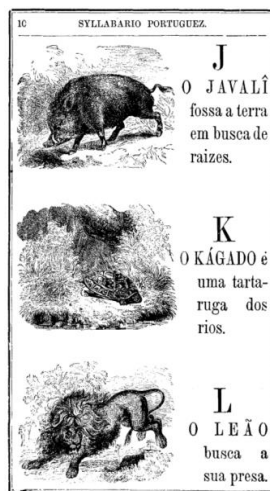 10 SYLLABARIO PORTUGUEZ.
J
O JAVALÎ
fossa a terra
em busca de
raizes.
K
O KÁGADO é
uma tarta-
ruga dos
rios.
L
O LEÃO
busca a
sua presa.